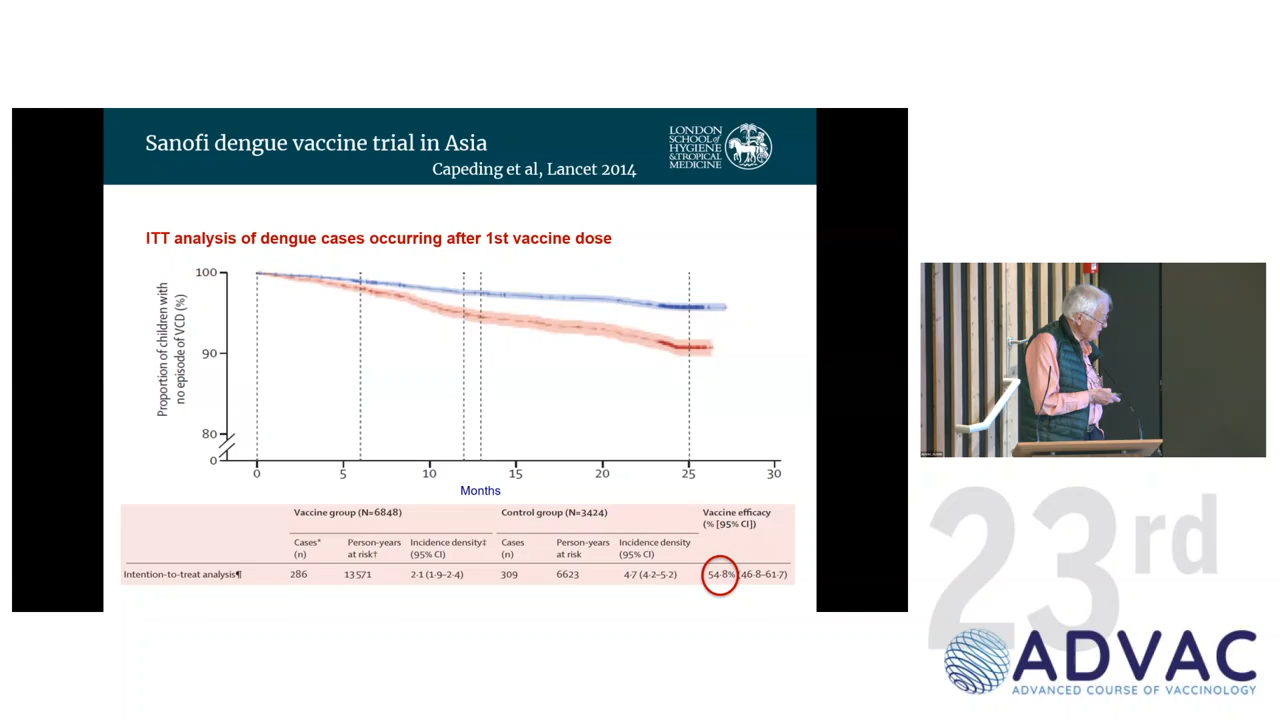 Sanofi dengue vaccine trial in Asia
Capeding et al, Lancet 2014
LONDON
SCHOOL of
HYGIENE
& TROPICAL
MEDICINE
ITT analysis of dengue cases occurring after 1st vaccine dose
Proportion of children with
no episode of VCD (%)
100
90
80
0
0 5 10 15 20 25 30
Months
Vaccine group (N=6848) Control group (N=3424) Vaccine efficacy
(% [95% CI])
Cases* Person-years Incidence density‡ Cases Person-years Incidence density
(n) at risk† (95% CI) (n) at risk (95% CI)
Intention-to-treat analysis¶ 286 13 571 2·1 (1·9–2·4) 309 6623 4·7 (4·2–5·2) 54·8% (46·8–61·7)
23rd
ADVAC
ADVANCED COURSE OF VACCINOLOGY